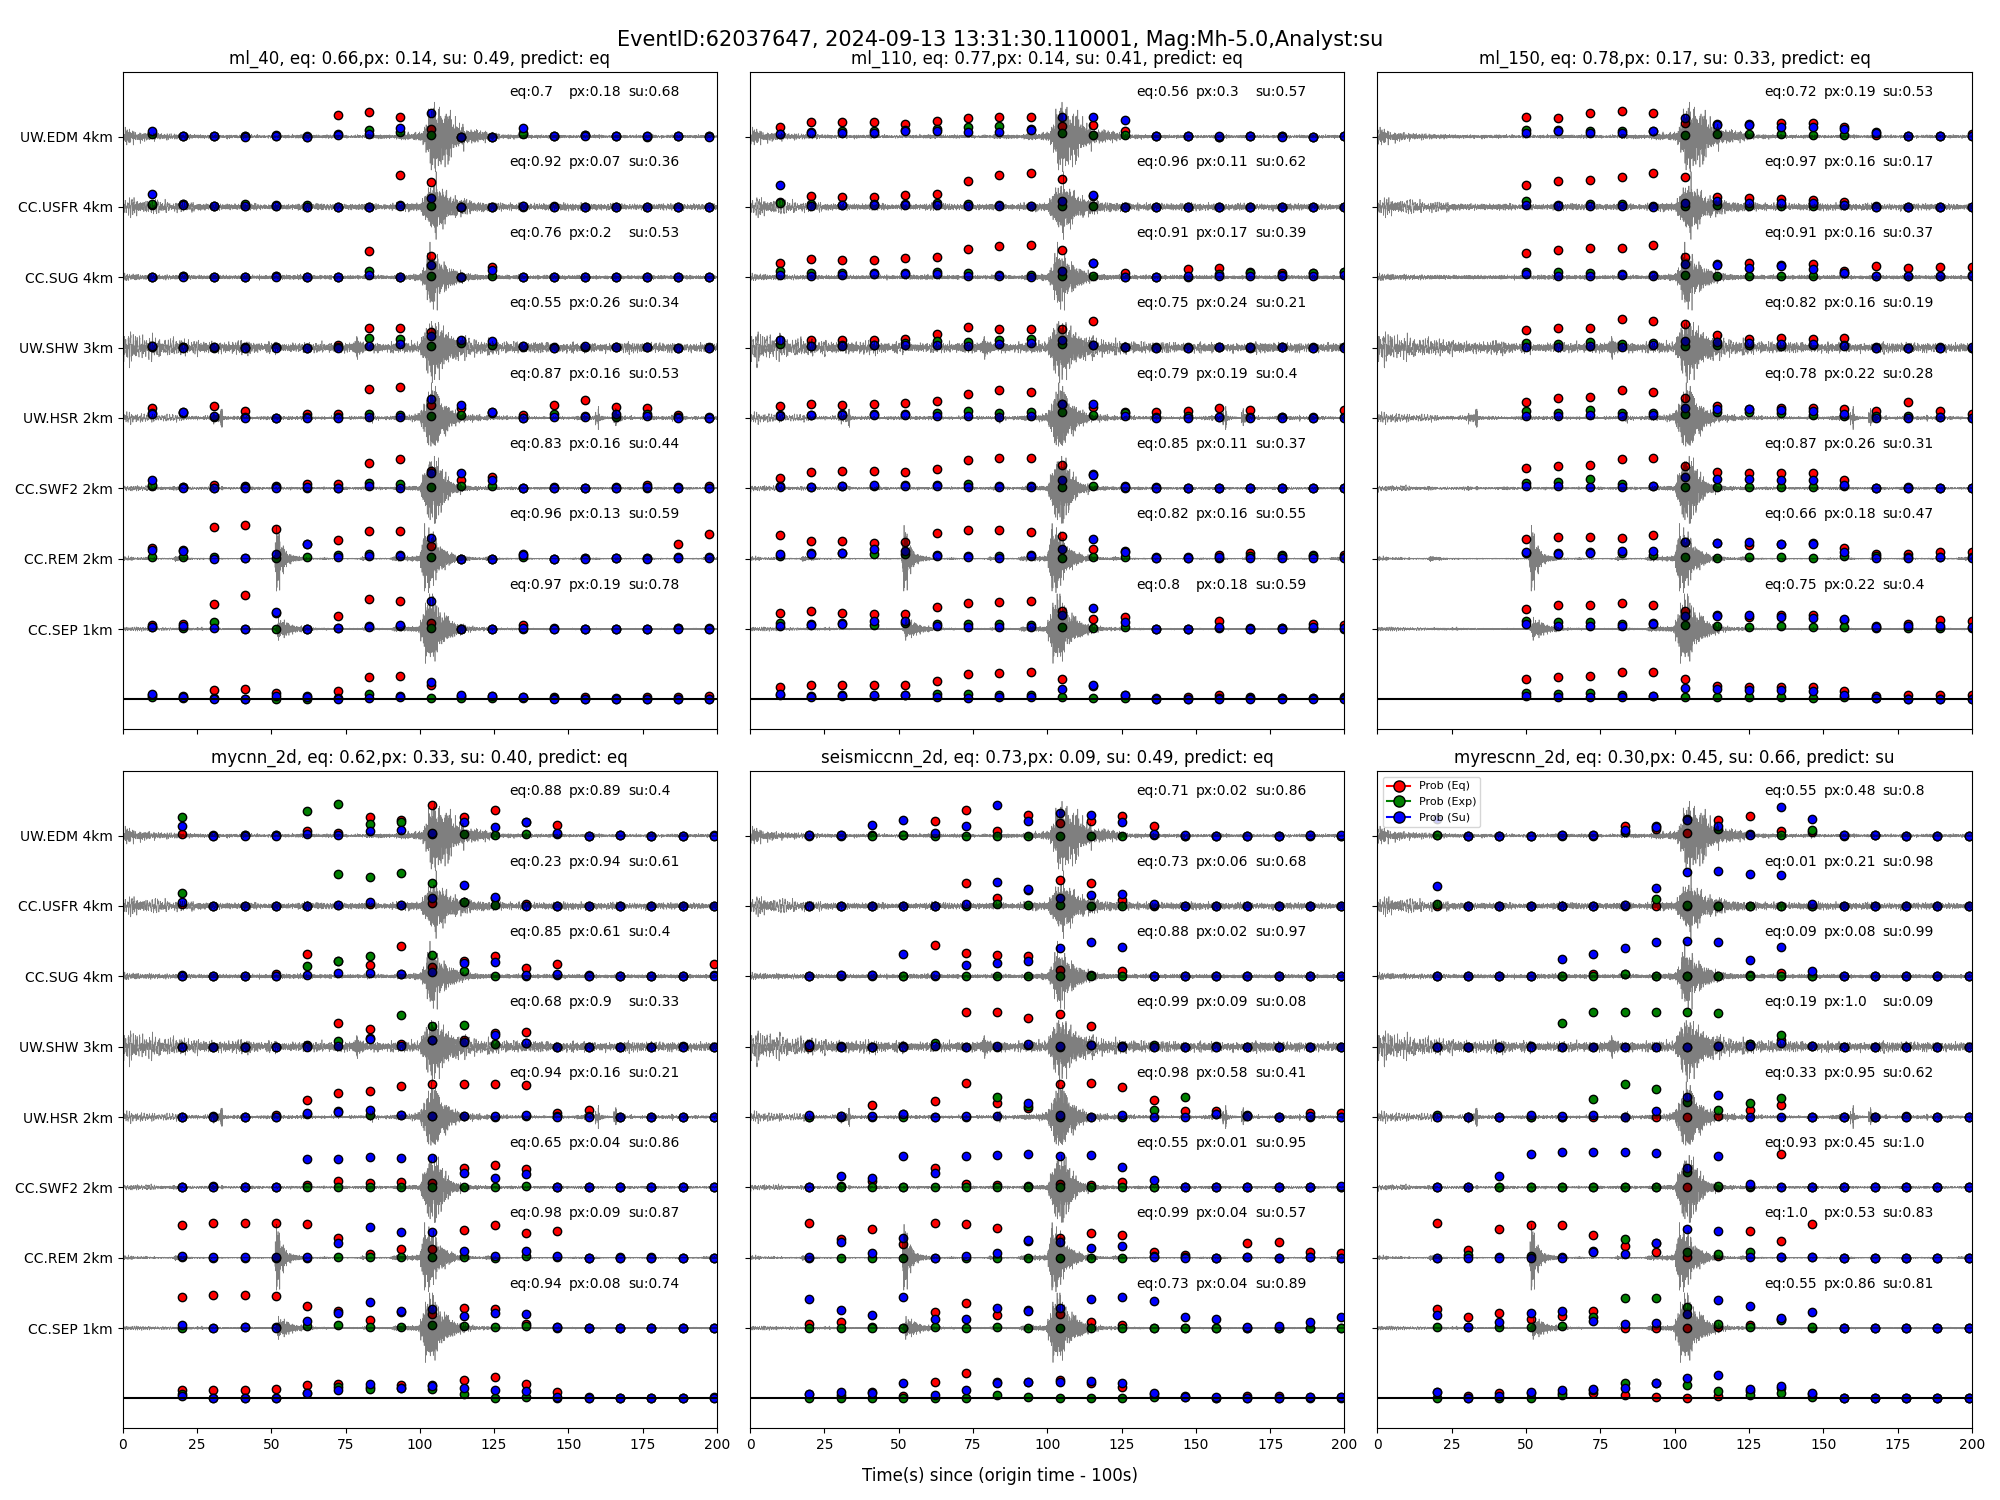 EventID:62037647, 2024-09-13 13:31:30.110001, Mag:Mh-5.0,Analyst:su
ml_40, eq: 0.66,px: 0.14, su: 0.49, predict: eq
UW.EDM 4km
eq:0.7 px:0.18 su:0.68
CC.USFR 4km
eq:0.92 px:0.07 su:0.36
CC.SUG 4km
eq:0.76 px:0.2 su:0.53
UW.SHW 3km
eq:0.55 px:0.26 su:0.34
UW.HSR 2km
eq:0.87 px:0.16 su:0.53
CC.SWF2 2km
eq:0.83 px:0.16 su:0.44
CC.REM 2km
eq:0.96 px:0.13 su:0.59
CC.SEP 1km
eq:0.97 px:0.19 su:0.78
ml_110, eq: 0.77,px: 0.14, su: 0.41, predict: eq
eq:0.56 px:0.3 su:0.57
eq:0.96 px:0.11 su:0.62
eq:0.91 px:0.17 su:0.39
eq:0.75 px:0.24 su:0.21
eq:0.79 px:0.19 su:0.4
eq:0.85 px:0.11 su:0.37
eq:0.82 px:0.16 su:0.55
eq:0.8 px:0.18 su:0.59
ml_150, eq: 0.78,px: 0.17, su: 0.33, predict: eq
eq:0.72 px:0.19 su:0.53
eq:0.97 px:0.16 su:0.17
eq:0.91 px:0.16 su:0.37
eq:0.82 px:0.16 su:0.19
eq:0.78 px:0.22 su:0.28
eq:0.87 px:0.26 su:0.31
eq:0.66 px:0.18 su:0.47
eq:0.75 px:0.22 su:0.4
mycnn_2d, eq: 0.62,px: 0.33, su: 0.40, predict: eq
UW.EDM 4km
eq:0.88 px:0.89 su:0.4
CC.USFR 4km
eq:0.23 px:0.94 su:0.61
CC.SUG 4km
eq:0.85 px:0.61 su:0.4
UW.SHW 3km
eq:0.68 px:0.9 su:0.33
UW.HSR 2km
eq:0.94 px:0.16 su:0.21
CC.SWF2 2km
eq:0.65 px:0.04 su:0.86
CC.REM 2km
eq:0.98 px:0.09 su:0.87
CC.SEP 1km
eq:0.94 px:0.08 su:0.74
0 25 50 75 100 125 150 175 200
seismiccnn_2d, eq: 0.73,px: 0.09, su: 0.49, predict: eq
eq:0.71 px:0.02 su:0.86
eq:0.73 px:0.06 su:0.68
eq:0.88 px:0.02 su:0.97
eq:0.99 px:0.09 su:0.08
eq:0.98 px:0.58 su:0.41
eq:0.55 px:0.01 su:0.95
eq:0.99 px:0.04 su:0.57
eq:0.73 px:0.04 su:0.89
0 25 50 75 100 125 150 175 200
myrescnn_2d, eq: 0.30,px: 0.45, su: 0.66, predict: su
Prob (Eq)
Prob (Exp)
Prob (Su)
eq:0.55 px:0.48 su:0.8
eq:0.01 px:0.21 su:0.98
eq:0.09 px:0.08 su:0.99
eq:0.19 px:1.0 su:0.09
eq:0.33 px:0.95 su:0.62
eq:0.93 px:0.45 su:1.0
eq:1.0 px:0.53 su:0.83
eq:0.55 px:0.86 su:0.81
0 25 50 75 100 125 150 175 200
Time(s) since (origin time - 100s)